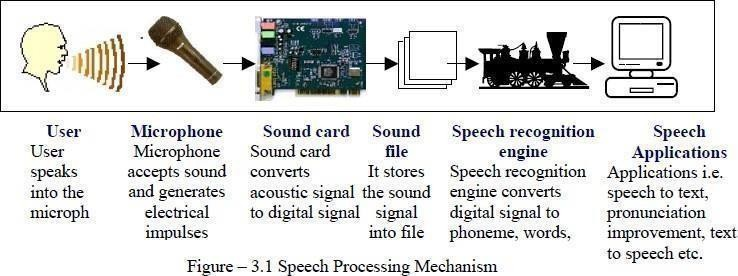 User
User
speaks
into the
microph
Microphone
Microphone
accepts sound
and generates
electrical
impulses
Sound card
Sound card
converts
acoustic signal
to digital signal
Sound
file
It stores
the sound
signal
into file
Speech recognition
engine
Speech recognition
engine converts
digital signal to
phoneme, words,
Speech
Applications
Applications i.e.
speech to text,
pronunciation
improvement, text
to speech etc.
Figure – 3.1 Speech Processing Mechanism